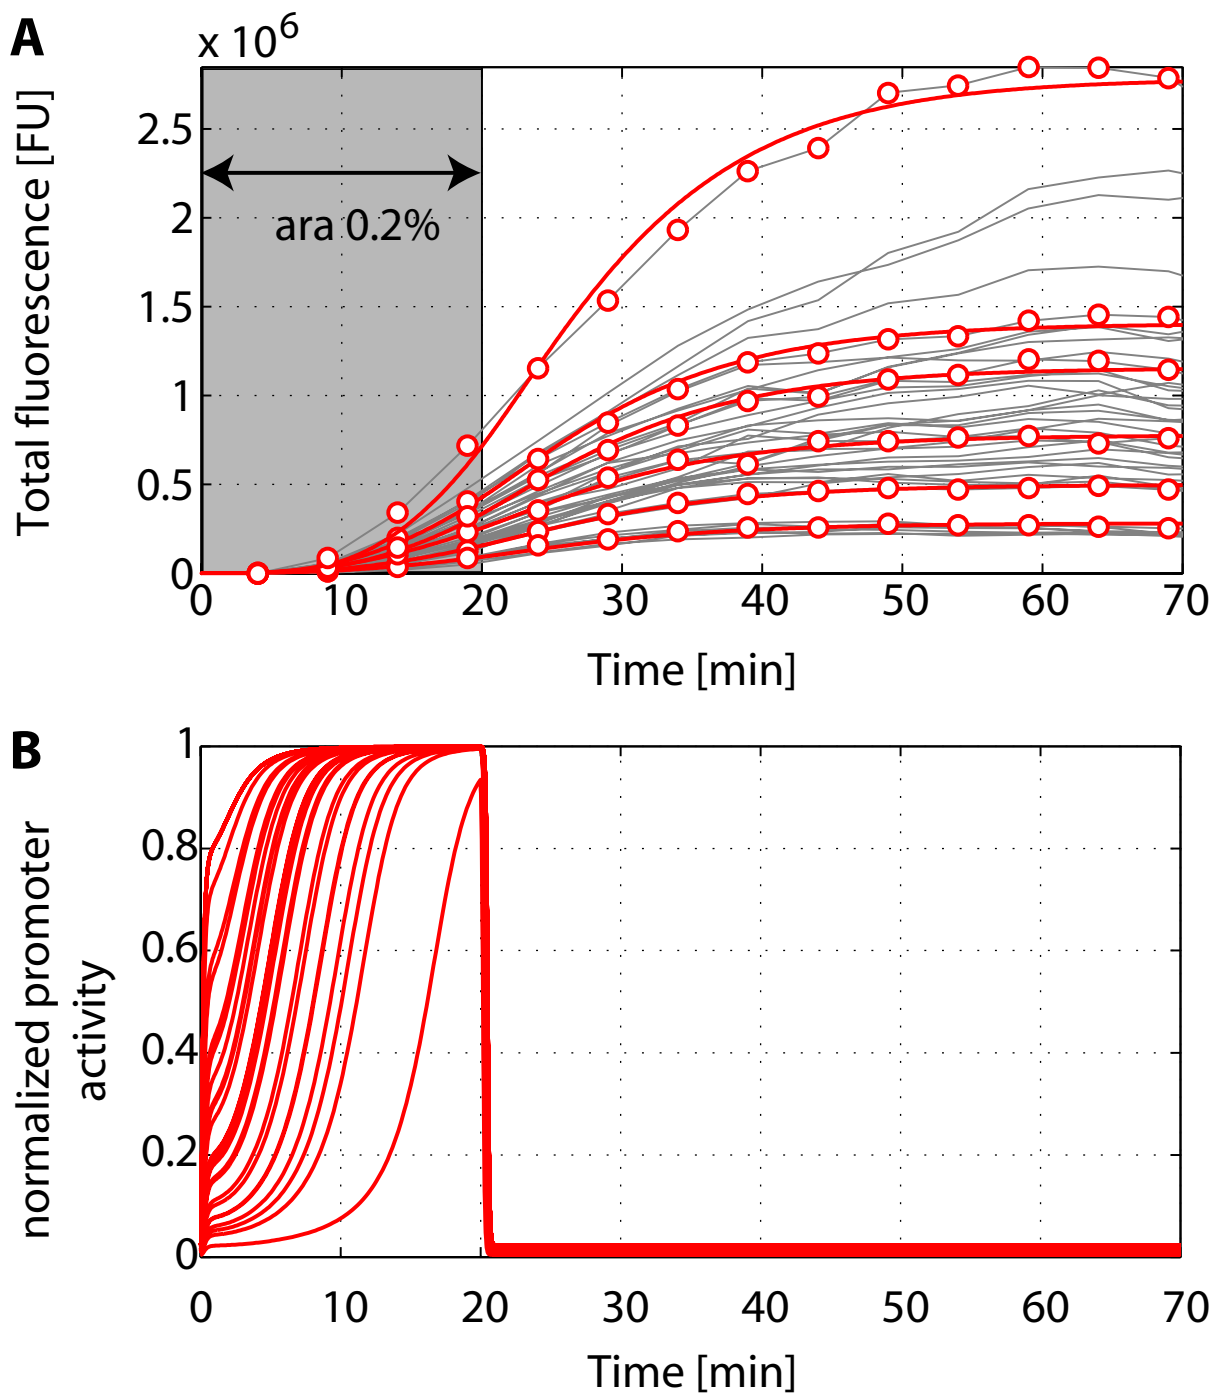 A
x 10⁶
Total fluorescence [FU]
2.5
2
1.5
1
0.5
0
ara 0.2%
0 10 20 30 40 50 60 70
Time [min]
B
normalized promoter
activity
1
0.8
0.6
0.4
0.2
0
0 10 20 30 40 50 60 70
Time [min]